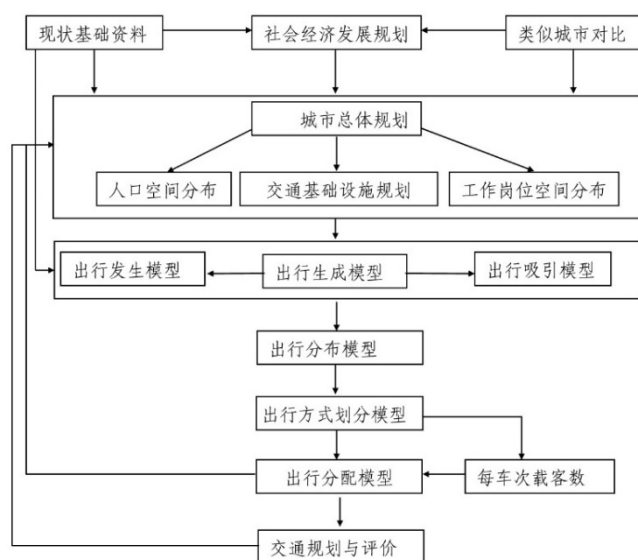 现状基础资料
社会经济发展规划
类似城市对比
城市总体规划
人口空间分布
交通基础设施规划
工作岗位空间分布
出行发生模型
出行生成模型
出行吸引模型
出行分布模型
出行方式划分模型
出行分配模型
每车次载客数
交通规划与评价